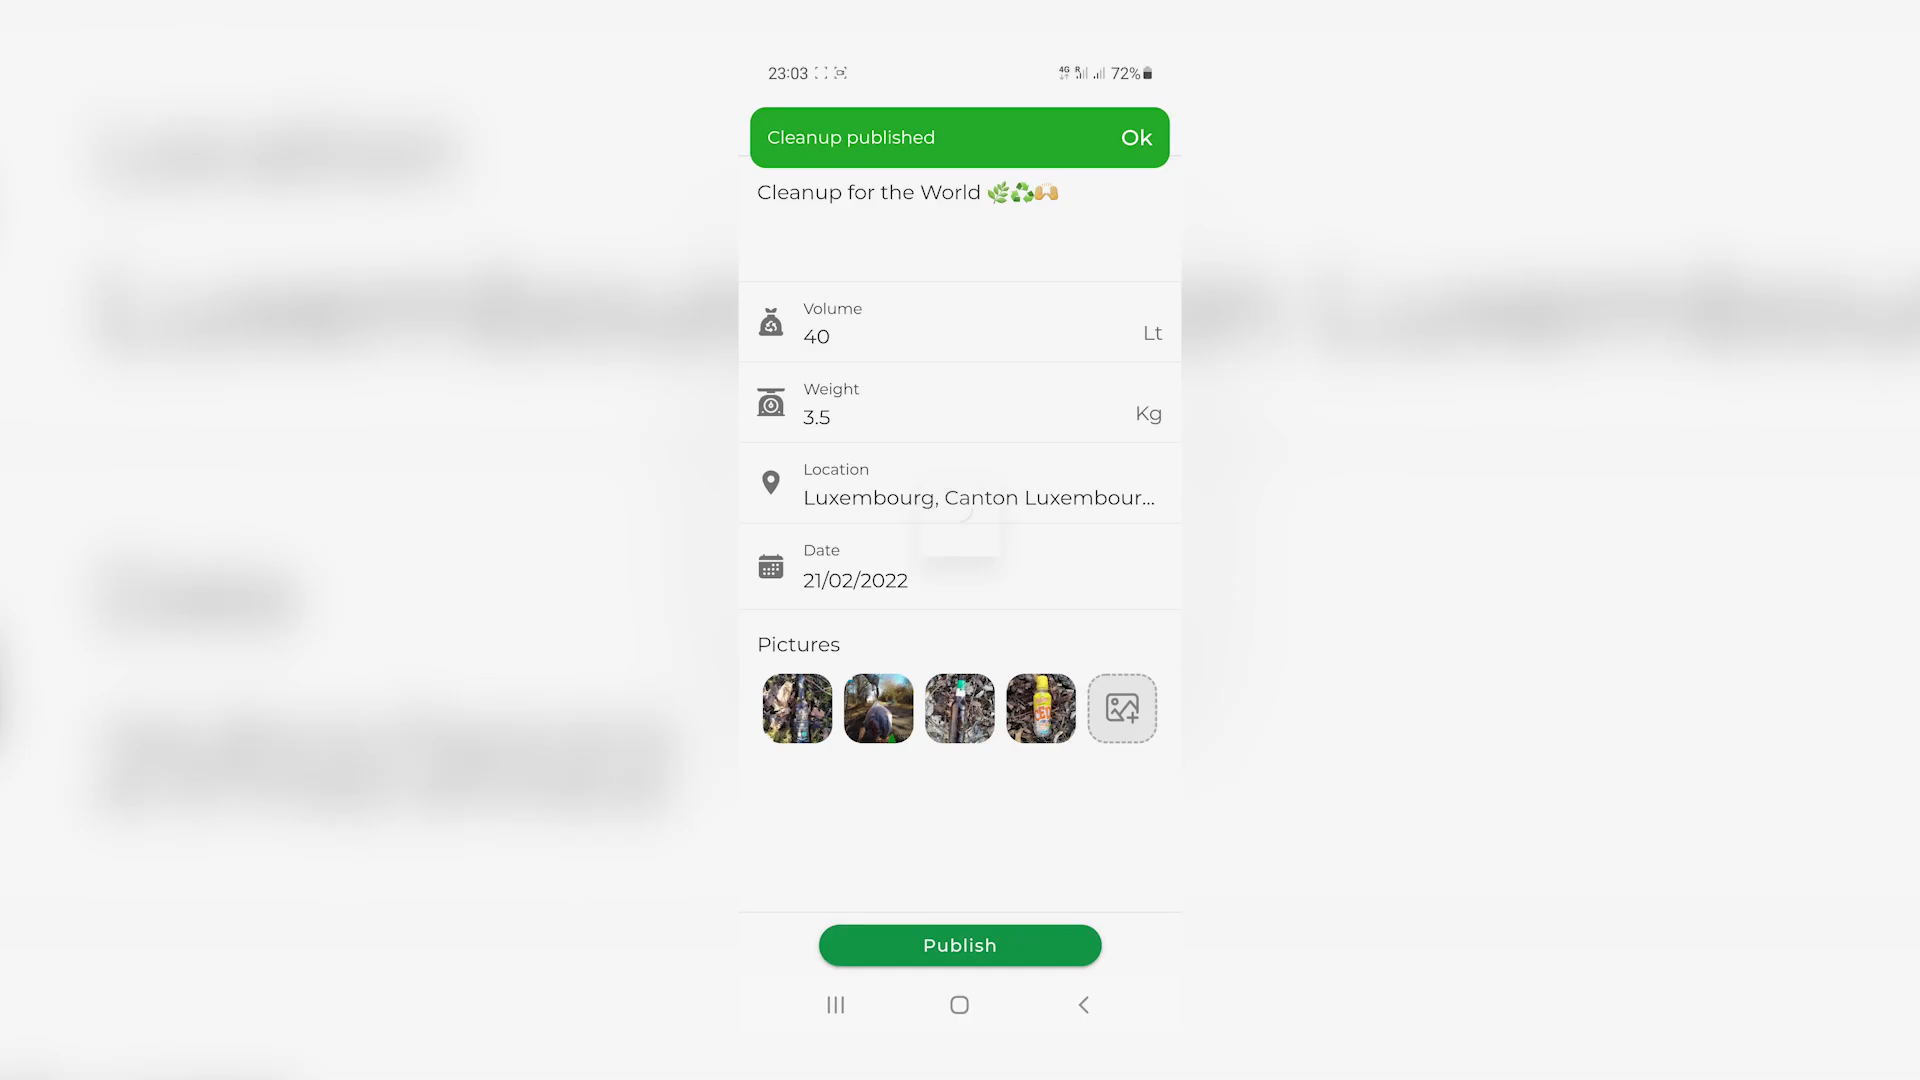 23:03 4G R 72%
Cleanup published Ok
Cleanup for the World 🌿♻️🙌🏼
Volume
40 Lt
Weight
3.5 Kg
Location
Luxembourg, Canton Luxembour...
Date
21/02/2022
Pictures
Publish